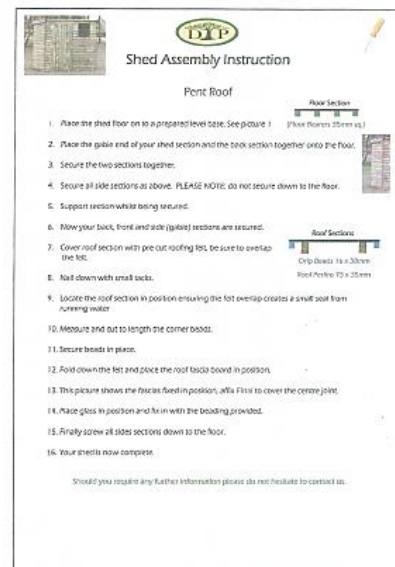 DTP
Shed Assembly Instruction
Pent Roof
Floor Section
(Floor Bearers 35mm sq.)
1. Place the shed floor on to a prepared level base. See picture 1
2. Place the gable end of your shed section and the back section together onto the floor.
3. Secure the two sections together.
4. Secure all side sections as above. PLEASE NOTE: do not secure down to the floor.
5. Support section whilst being secured.
6. Now your back, front and side (gable) sections are secured.
Roof Sections
7. Cover roof section with pre cut roofing felt, be sure to overlap
the felt.
Drip Beads 16 x 38mm
8. Nail down with small tacks.
9. Locate the roof section in position ensuring the felt overlap creates a small seal from
running water
10. Measure and cut to length the corner beads.
11. Secure beads in place.
12. Fold down the felt and place the roof fascia board in position.
13. This picture shows the fascias fixed in position, affix Finial to cover the centre joint.
14. Place glass in position and fix in with the beading provided.
15. Finally screw all sides sections down to the floor.
16. Your shed is now complete.
Should you require any further information please do not hesitate to contact us.